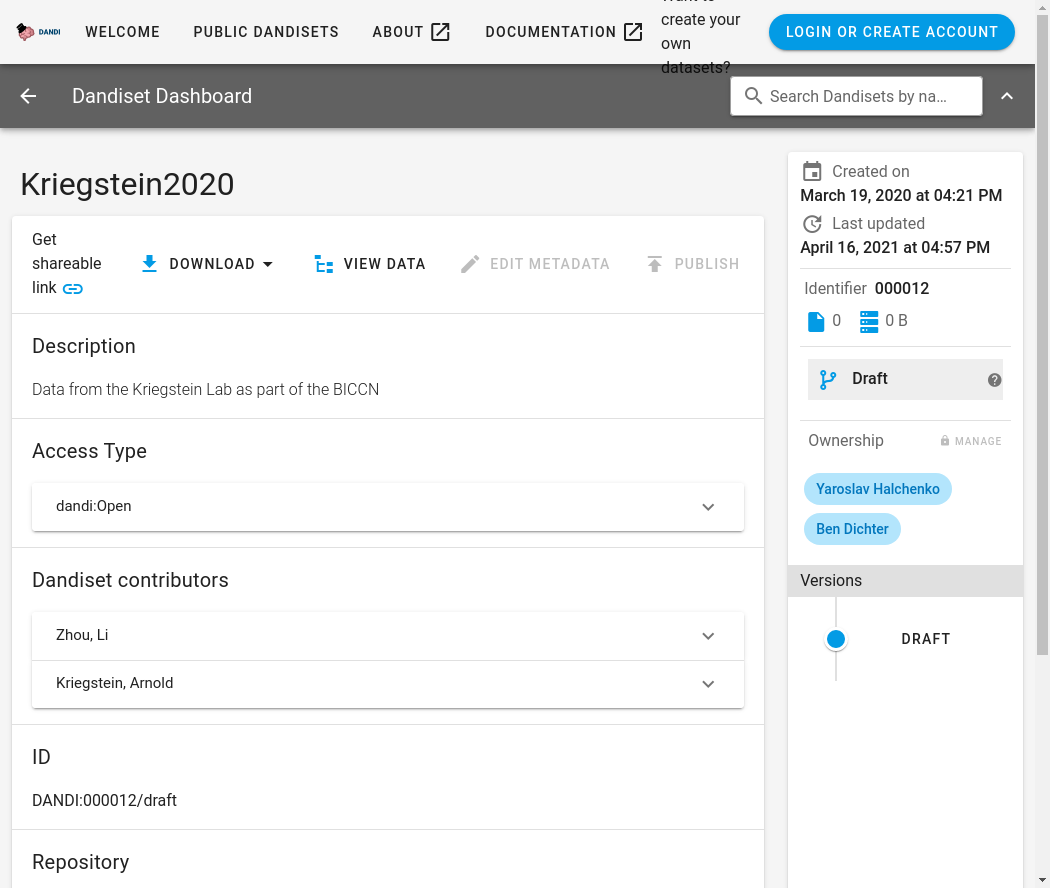 DANDI
WELCOME
PUBLIC DANDISETS
ABOUT
DOCUMENTATION
create your
own
datasets?
LOGIN OR CREATE ACCOUNT
Dandiset Dashboard
Search Dandisets by na...
Kriegstein2020
Get
shareable
link
DOWNLOAD
VIEW DATA
EDIT METADATA
PUBLISH
Description
Data from the Kriegstein Lab as part of the BICCN
Access Type
dandi:Open
Dandiset contributors
Zhou, Li
Kriegstein, Arnold
ID
DANDI:000012/draft
Repository
Created on
March 19, 2020 at 04:21 PM
Last updated
April 16, 2021 at 04:57 PM
Identifier 000012
0
0 B
Draft
Ownership
MANAGE
Yaroslav Halchenko
Ben Dichter
Versions
DRAFT